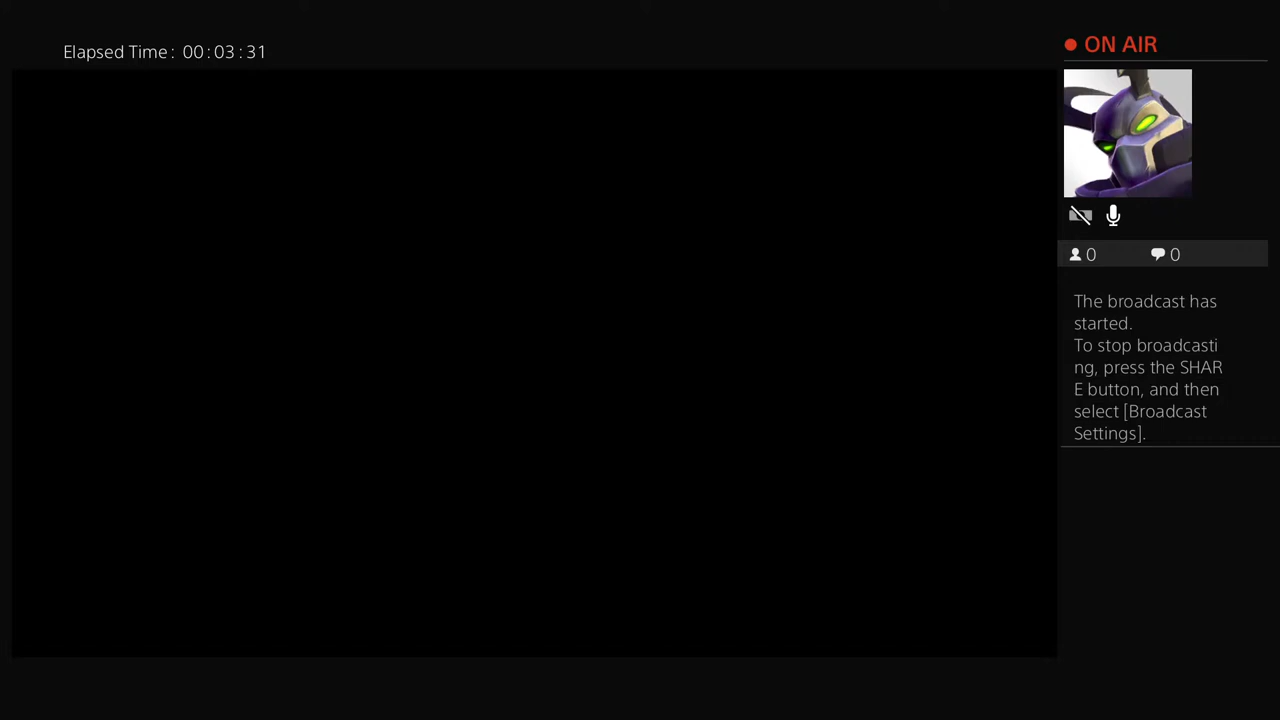 Elapsed Time: 00:03:31
ON AIR
0 0
The broadcast has
started.
To stop broadcasti
ng, press the SHAR
E button, and then
select [Broadcast
Settings].